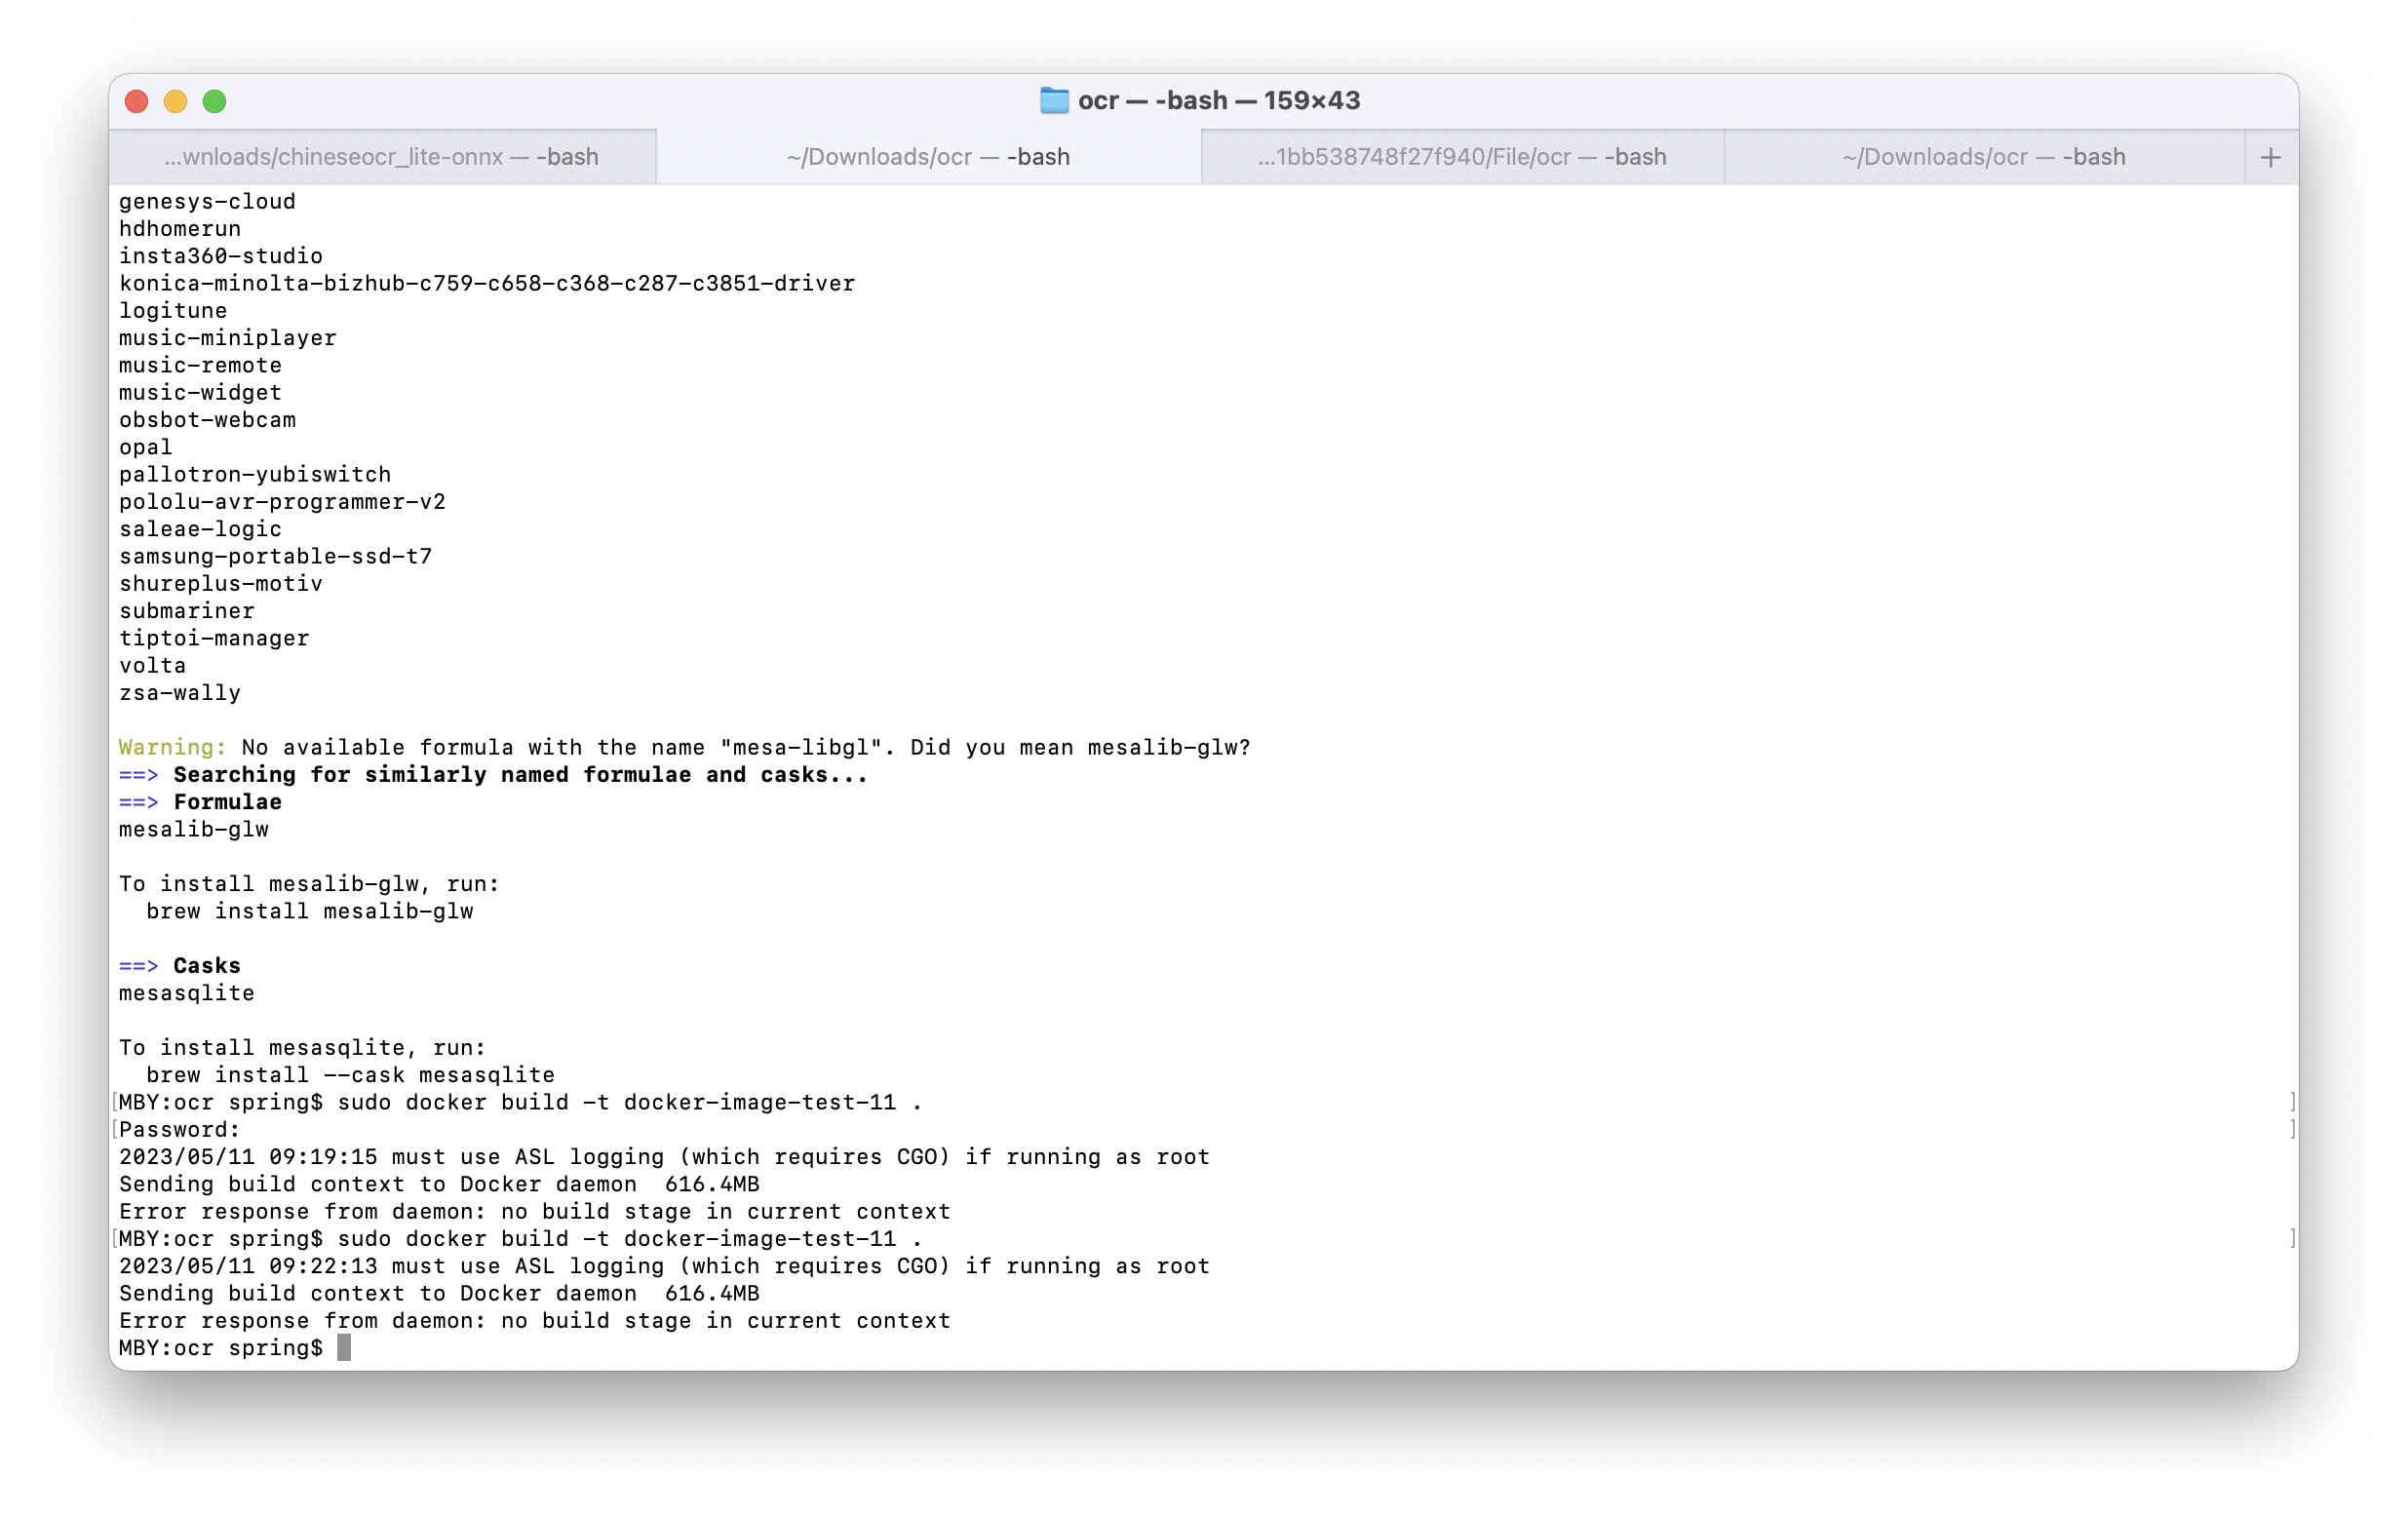 ocr — -bash — 159×43
...wnloads/chineseocr_lite-onnx — -bash
~/Downloads/ocr — -bash
...1bb538748f27f940/File/ocr — -bash
~/Downloads/ocr — -bash
+
genesys-cloud
hdhomerun
insta360-studio
konica-minolta-bizhub-c759-c658-c368-c287-c3851-driver
logitune
music-miniplayer
music-remote
music-widget
obsbot-webcam
opal
pallotron-yubiswitch
pololu-avr-programmer-v2
saleae-logic
samsung-portable-ssd-t7
shureplus-motiv
submariner
tiptoi-manager
volta
zsa-wally
Warning: No available formula with the name "mesa-libgl". Did you mean mesalib-glw?
==> Searching for similarly named formulae and casks...
==> Formulae
mesalib-glw
To install mesalib-glw, run:
  brew install mesalib-glw
==> Casks
mesasqlite
To install mesasqlite, run:
  brew install --cask mesasqlite
[MBY:ocr spring$ sudo docker build -t docker-image-test-11 . ]
[Password: ]
2023/05/11 09:19:15 must use ASL logging (which requires CGO) if running as root
Sending build context to Docker daemon  616.4MB
Error response from daemon: no build stage in current context
[MBY:ocr spring$ sudo docker build -t docker-image-test-11 . ]
2023/05/11 09:22:13 must use ASL logging (which requires CGO) if running as root
Sending build context to Docker daemon  616.4MB
Error response from daemon: no build stage in current context
MBY:ocr spring$